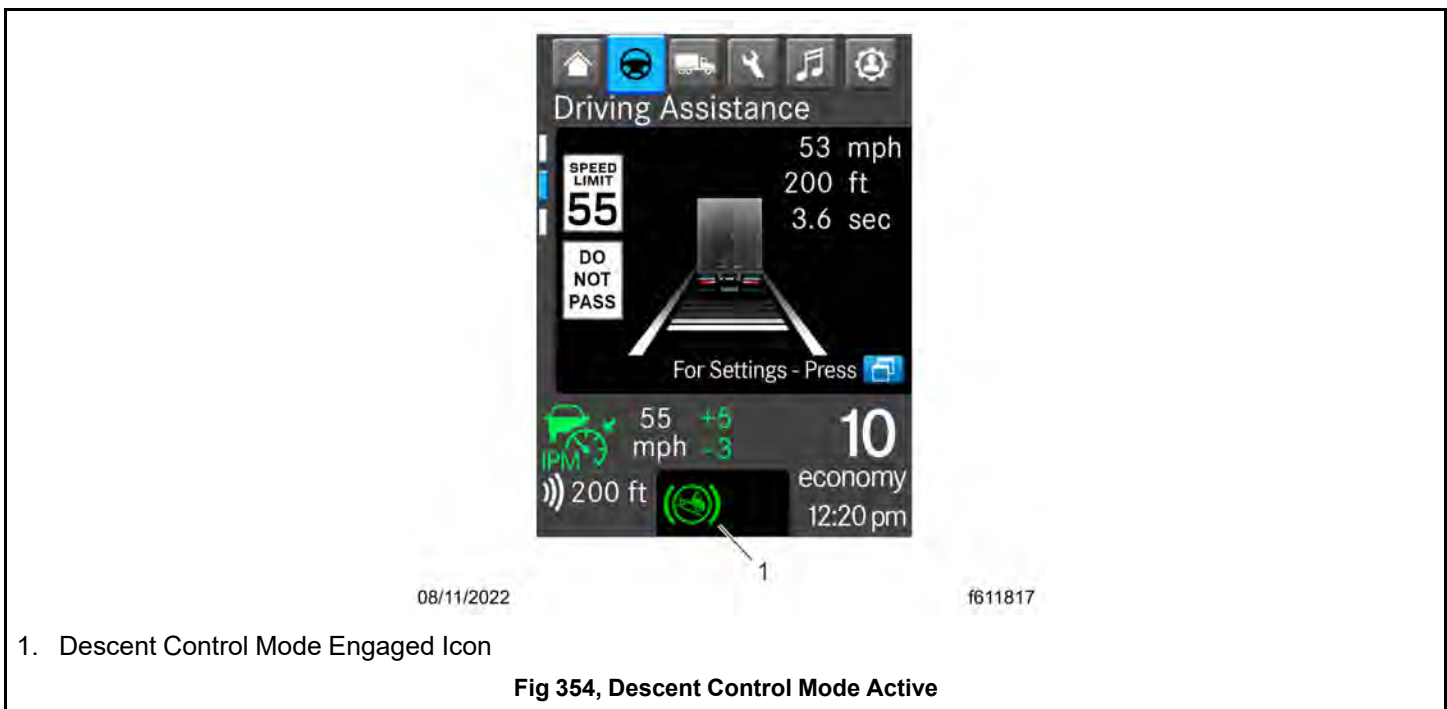 Driving Assistance
53 mph
SPEED
LIMIT
55
200 ft
3.6 sec
DO
NOT
PASS
For Settings - Press
55 +5
mph -3
IPM
10
economy
200 ft
12:20 pm
1
08/11/2022 f611817
1. Descent Control Mode Engaged Icon
Fig 354, Descent Control Mode Active